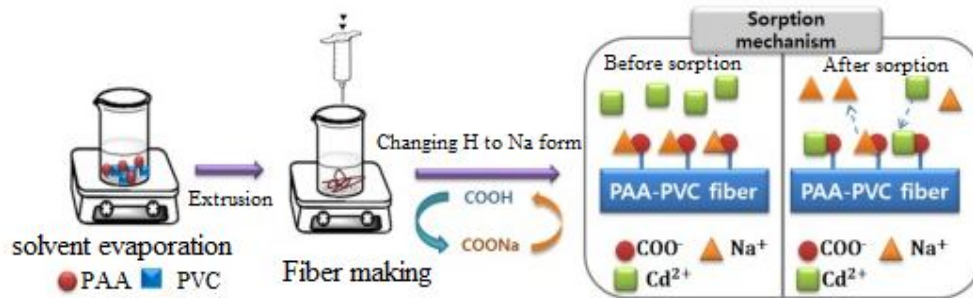 Sorption
mechanism
Before sorption
After sorption
Changing H to Na form
Extrusion
COOH
COONa
PAA-PVC fiber
PAA-PVC fiber
solvent evaporation
PAA PVC
Fiber making
COO⁻ Na⁺
Cd²⁺
COO⁻ Na⁺
Cd²⁺